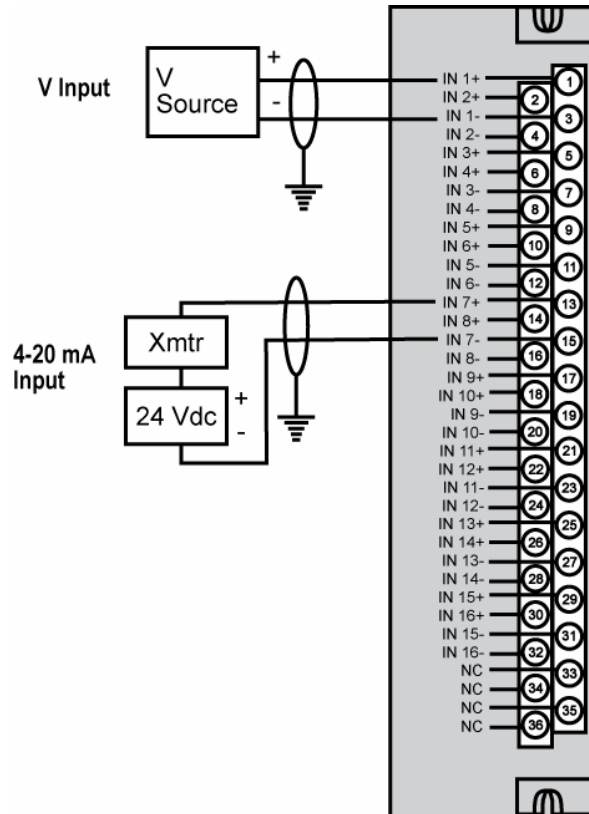 V Input
V
Source
+
-
4-20 mA
Input
Xmtr
24 Vdc
+
-
IN 1+ 1
IN 2+ 2
IN 1- 3
IN 2- 4
IN 3+ 5
IN 4+ 6
IN 3- 7
IN 4- 8
IN 5+ 9
IN 6+ 10
IN 5- 11
IN 6- 12
IN 7+ 13
IN 8+ 14
IN 7- 15
IN 8- 16
IN 9+ 17
IN 10+ 18
IN 9- 19
IN 10- 20
IN 11+ 21
IN 12+ 22
IN 11- 23
IN 12- 24
IN 13+ 25
IN 14+ 26
IN 13- 27
IN 14- 28
IN 15+ 29
IN 16+ 30
IN 15- 31
IN 16- 32
NC 33
NC 34
NC 35
NC 36